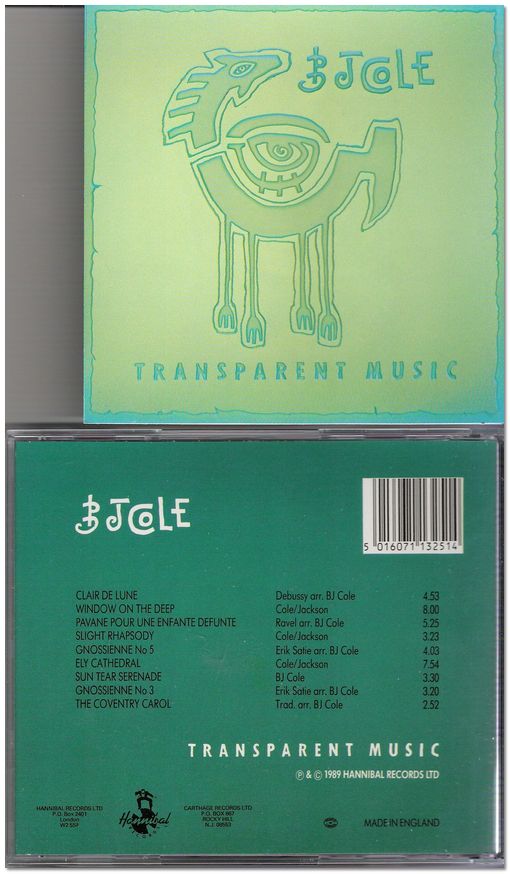 BJ COLE
TRANSPARENT MUSIC
BJ COLE
5 016071 132514
CLAIR DE LUNE Debussy arr. BJ Cole 4.53
WINDOW ON THE DEEP Cole/Jackson 8.00
PAVANE POUR UNE ENFANTE DEFUNTE Ravel arr. BJ Cole 5.25
SLIGHT RHAPSODY Cole/Jackson 3.23
GNOSSIENNE No 5 Erik Satie arr. BJ Cole 4.03
ELY CATHEDRAL Cole/Jackson 7.54
SUN TEAR SERENADE BJ Cole 3.30
GNOSSIENNE No 3 Erik Satie arr. BJ Cole 3.20
THE COVENTRY CAROL Trad. arr. BJ Cole 2.52
TRANSPARENT MUSIC
℗ & © 1989 HANNIBAL RECORDS LTD
HANNIBAL RECORDS LTD
P.O. Box 2401
London
W2 5SF
Hannibal
CARTHAGE RECORDS LTD
P.O. BOX 667
ROCKY HILL
N.J. 08553
MADE IN ENGLAND